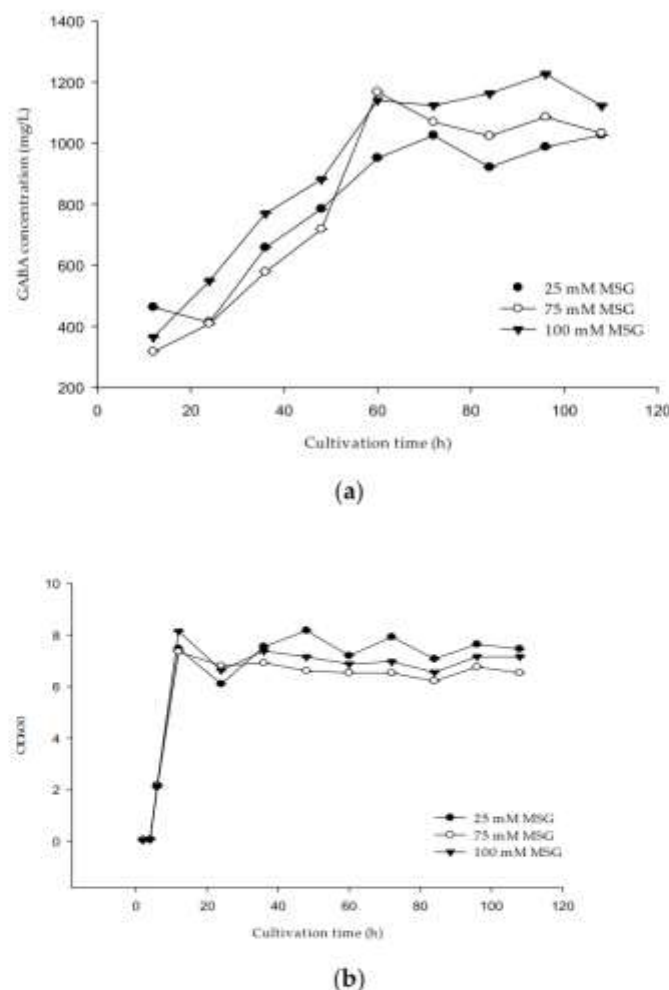 1400
1200
1000
800
600
400
200
GABA concentration (mg/L)
25 mM MSG
75 mM MSG
100 mM MSG
0 20 40 60 80 100 120
Cultivation time (h)
(a)
10
8
6
4
2
0
OD600
25 mM MSG
75 mM MSG
100 mM MSG
0 20 40 60 80 100 120
Cultivation time (h)
(b)